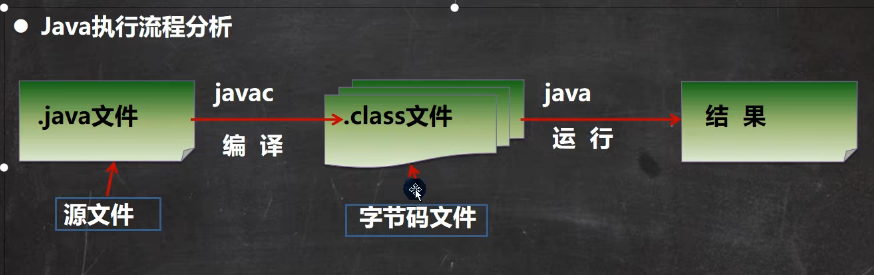 Java执行流程分析
javac
java
.java文件
.class文件
结 果
编 译
运 行
源文件
字节码文件